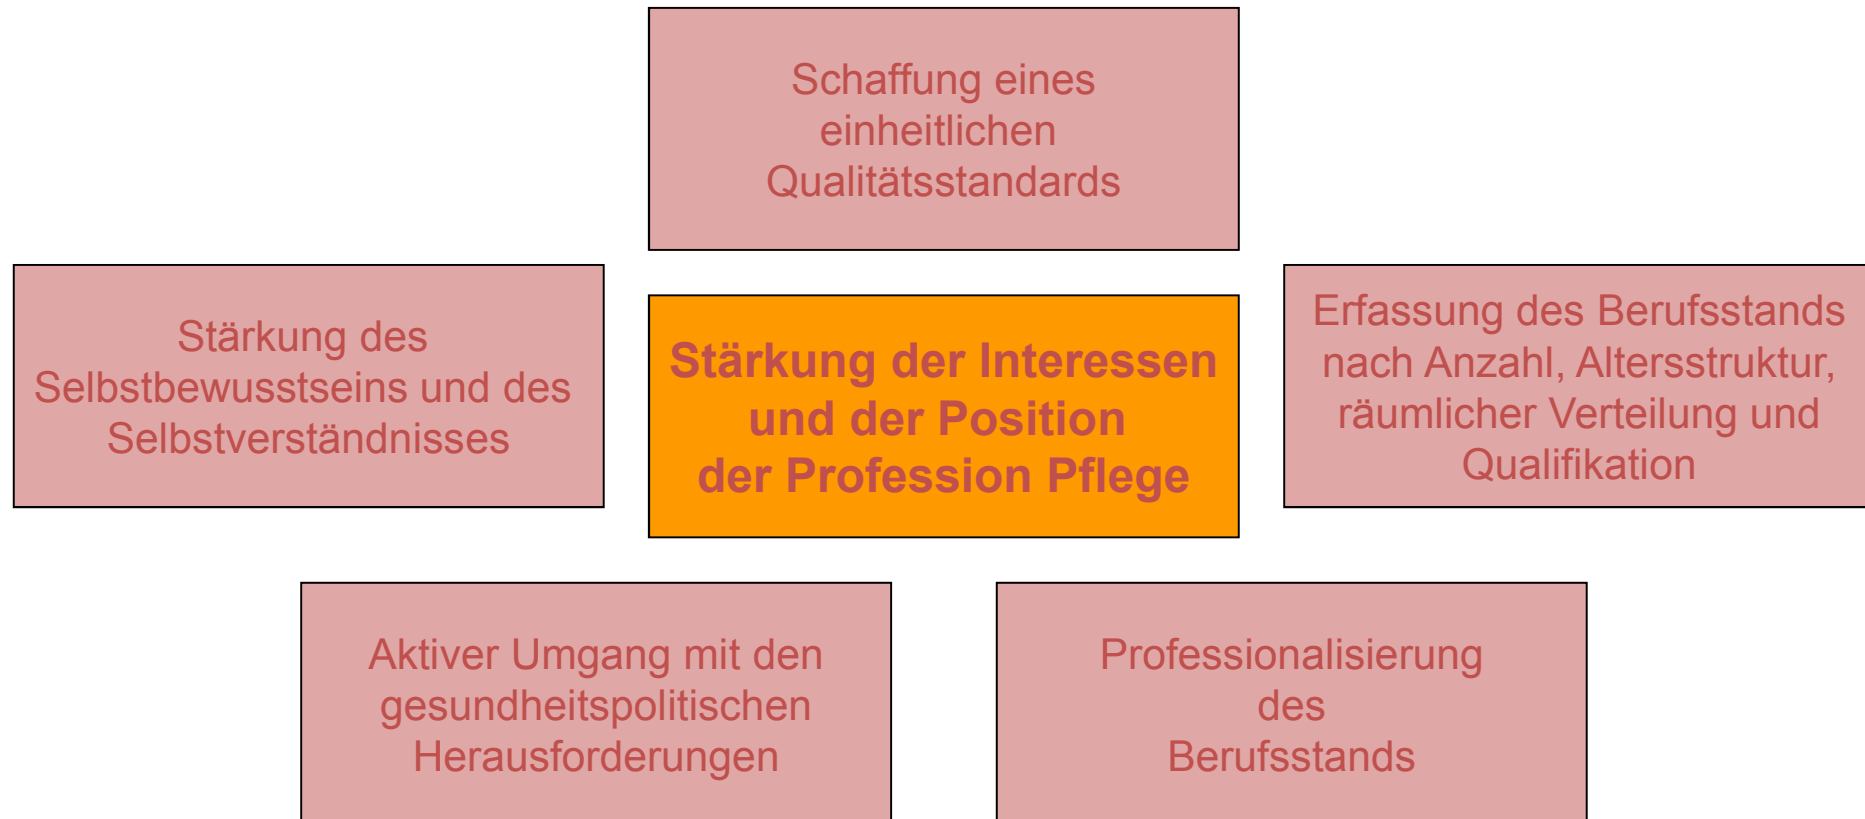 Schaffung eines
einheitlichen
Qualitätsstandards
Stärkung des
Selbstbewusstseins und des
Selbstverständnisses
Stärkung der Interessen
und der Position
der Profession Pflege
Erfassung des Berufsstands
nach Anzahl, Altersstruktur,
räumlicher Verteilung und
Qualifikation
Aktiver Umgang mit den
gesundheitspolitischen
Herausforderungen
Professionalisierung
des
Berufsstands